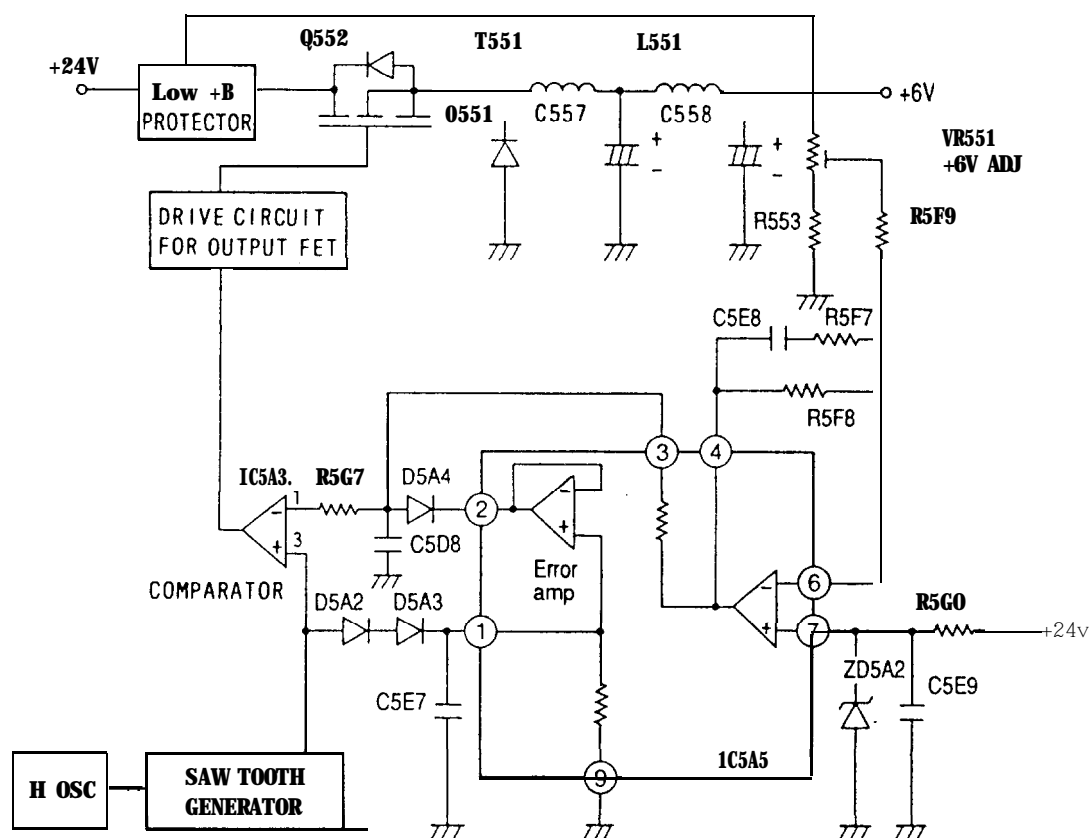 Q552
T551
L551
+24V
Low +B
PROTECTOR
O551
C557
C558
+6V
+
-
+
-
VR551
+6V ADJ
R553
R5F9
DRIVE CIRCUIT
FOR OUTPUT FET
C5E8
R5F7
R5F8
3
4
IC5A3.
1
R5G7
D5A4
2
-
+
-
+
3
C5D8
Error
amp
COMPARATOR
6
-
+
7
R5G0
+24v
D5A2
D5A3
1
ZD5A2
C5E9
C5E7
1C5A5
9
H OSC
SAW TOOTH
GENERATOR